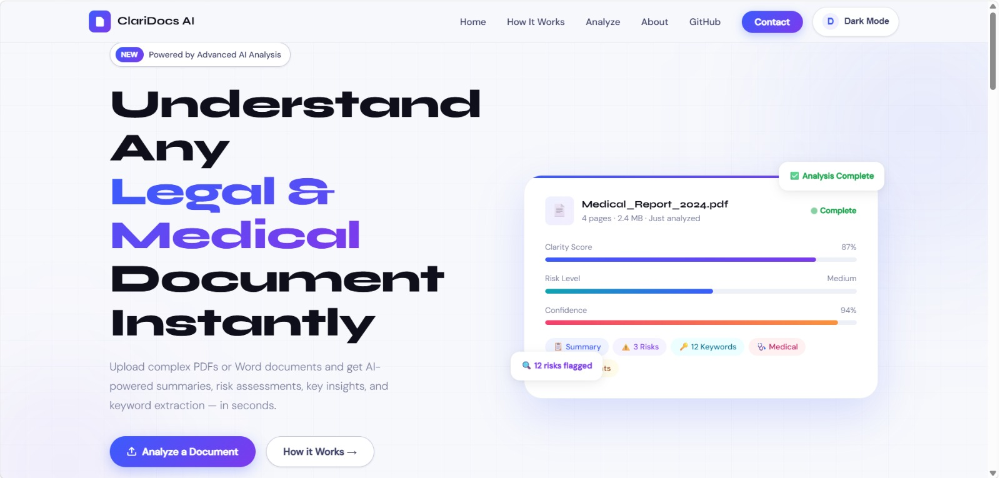 ClariDocs AI
Home How It Works Analyze About GitHub Contact D Dark Mode
NEW Powered by Advanced AI Analysis
Understand
Any
Legal &
Medical
Document
Instantly
Upload complex PDFs or Word documents and get AI-
powered summaries, risk assessments, key insights, and
keyword extraction — in seconds.
Analyze a Document How it Works →
Analysis Complete
Medical_Report_2024.pdf
4 pages · 2.4 MB · Just analyzed
Complete
Clarity Score 87%
Risk Level Medium
Confidence 94%
Summary 3 Risks 12 Keywords Medical
12 risks flagged